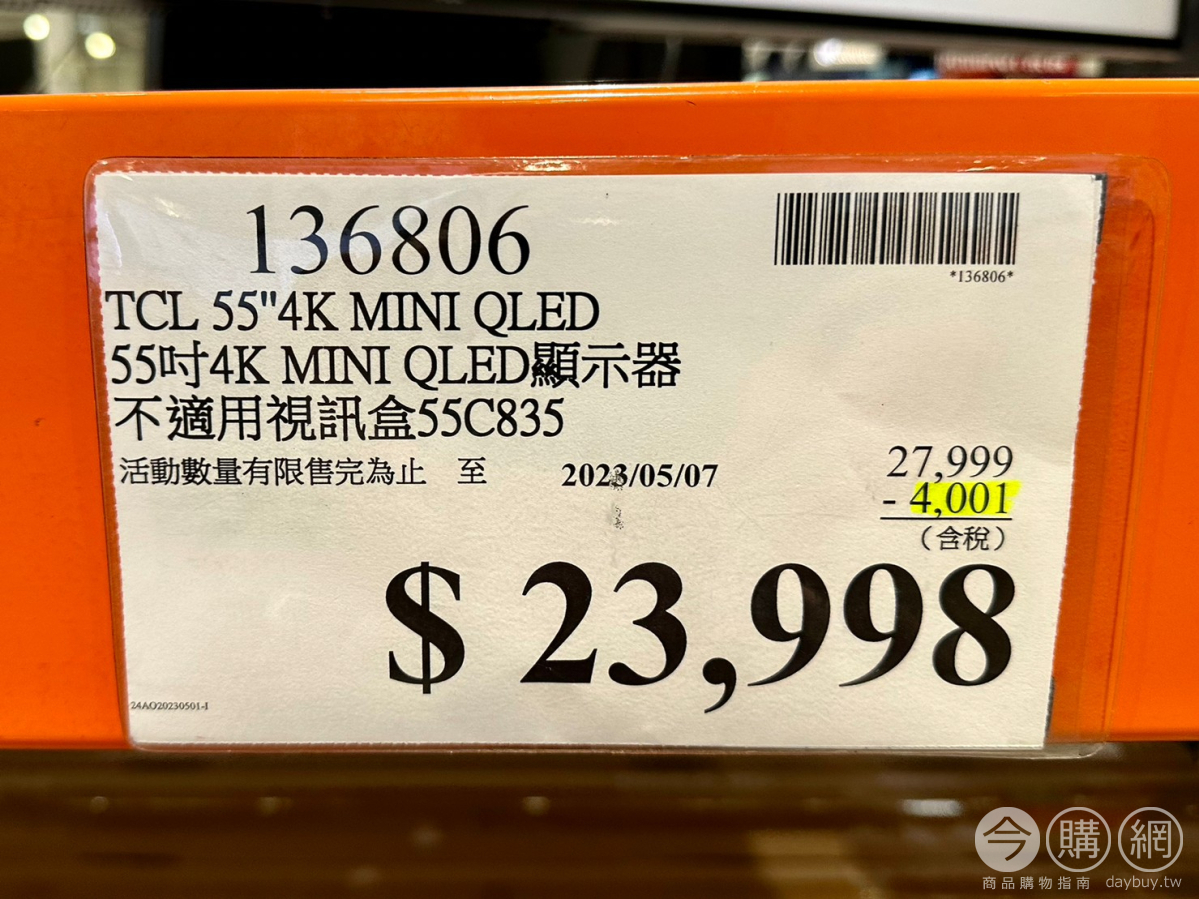 136806
*136806*
TCL 55"4K MINI QLED
55吋4K MINI QLED顯示器
不適用視訊盒55C835
活動數量有限售完為止 至 2023/05/07
27,999
- 4,001
（含稅）
$ 23,998
24AO20230501-I
今購網
商品購物指南 daybuy.tw